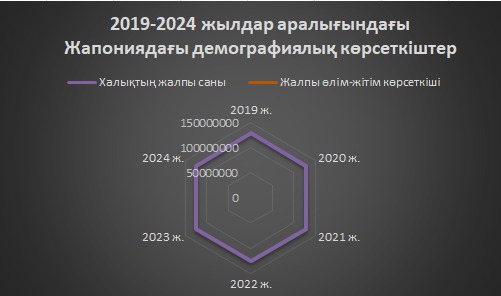 2019-2024 жылдар аралығындағы
Жапониядағы демографиялық көрсеткіштер
Халықтың жалпы саны Жалпы өлім-жітім көрсеткіші
2019 ж.
150000000
100000000
2024 ж. 2020 ж.
50000000
0
2023 ж. 2021 ж.
2022 ж.